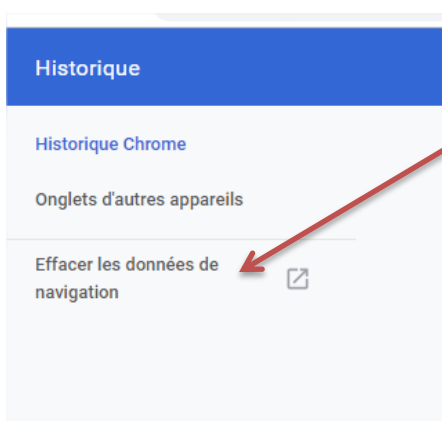 Historique
Historique Chrome
Onglets d'autres appareils
Effacer les données de
navigation